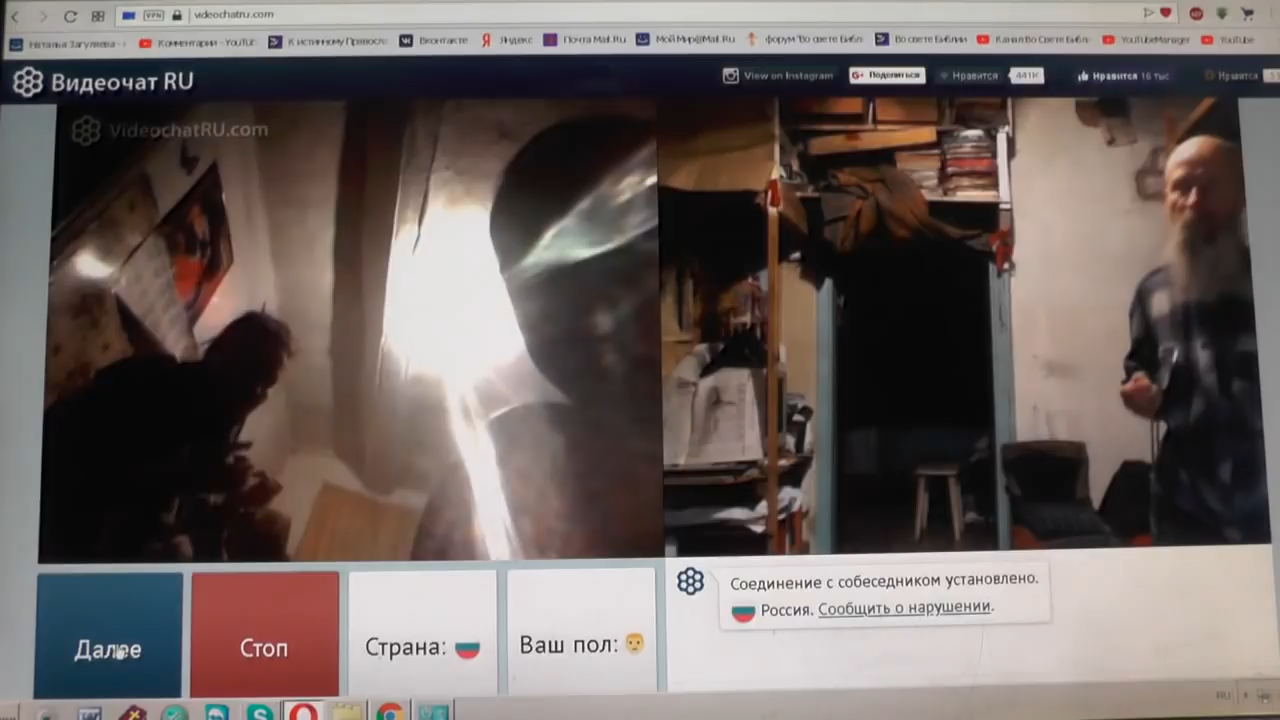 VPN videochatru.com
Наталья Загуляева - Комментарии - YouTube К истинному Правосл Вконтакте Яндекс Почта Mail.Ru Мой Мир@Mail.Ru форум "Во свете Библ Во свете Библии Канал Во Свете Библ YouTubeManager YouTube
Видеочат RU View on Instagram G+ Поделиться Нравится 441K Нравится 16 тыс. Нравится
VideochatRU.com
Соединение с собеседником установлено.
Россия. Сообщить о нарушении.
Далее Стоп Страна: Ваш пол:
RU